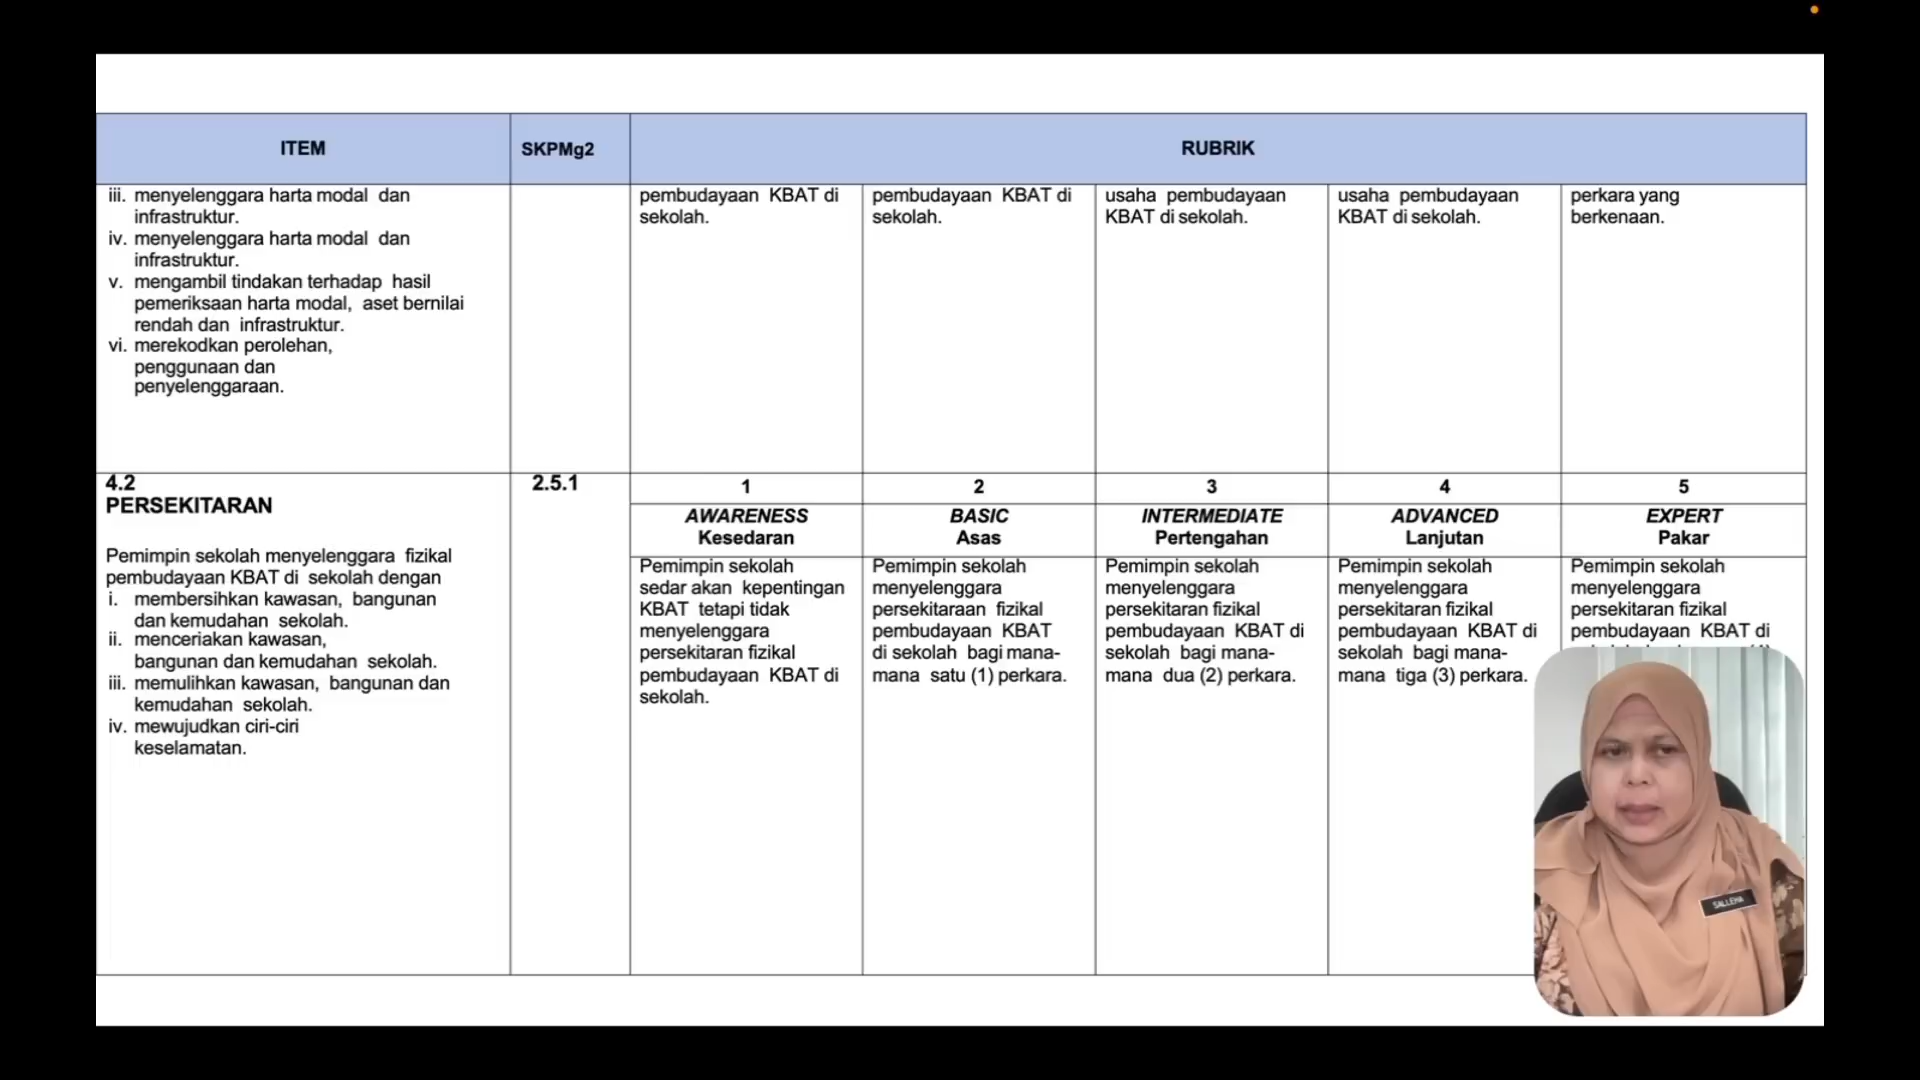 ITEM
SKPMg2
RUBRIK
iii. menyelenggara harta modal dan
infrastruktur.
iv. menyelenggara harta modal dan
infrastruktur.
v. mengambil tindakan terhadap hasil
pemeriksaan harta modal, aset bernilai
rendah dan infrastruktur.
vi. merekodkan perolehan,
penggunaan dan
penyelenggaraan.
pembudayaan KBAT di
sekolah.
pembudayaan KBAT di
sekolah.
usaha pembudayaan
KBAT di sekolah.
usaha pembudayaan
KBAT di sekolah.
perkara yang
berkenaan.
4.2
PERSEKITARAN
Pemimpin sekolah menyelenggara fizikal
pembudayaan KBAT di sekolah dengan
i. membersihkan kawasan, bangunan
dan kemudahan sekolah.
ii. menceriakan kawasan,
bangunan dan kemudahan sekolah.
iii. memulihkan kawasan, bangunan dan
kemudahan sekolah.
iv. mewujudkan ciri-ciri
keselamatan.
2.5.1
1
AWARENESS
Kesedaran
Pemimpin sekolah
sedar akan kepentingan
KBAT tetapi tidak
menyelenggara
persekitaran fizikal
pembudayaan KBAT di
sekolah.
2
BASIC
Asas
Pemimpin sekolah
menyelenggara
persekitaraan fizikal
pembudayaan KBAT
di sekolah bagi mana-
mana satu (1) perkara.
3
INTERMEDIATE
Pertengahan
Pemimpin sekolah
menyelenggara
persekitaran fizikal
pembudayaan KBAT di
sekolah bagi mana-
mana dua (2) perkara.
4
ADVANCED
Lanjutan
Pemimpin sekolah
menyelenggara
persekitaran fizikal
pembudayaan KBAT di
sekolah bagi mana-
mana tiga (3) perkara.
5
EXPERT
Pakar
Pemimpin sekolah
menyelenggara
persekitaran fizikal
pembudayaan KBAT di
SALLEHA